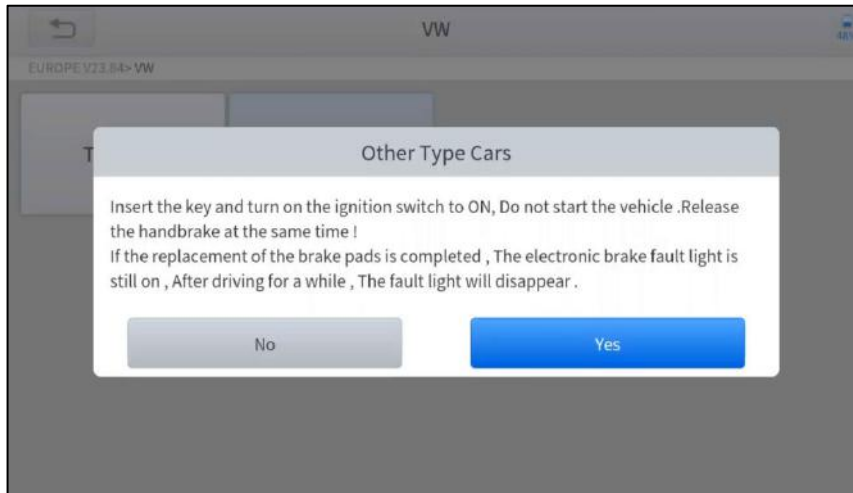 VW
EUROPE V23.84> VW
T
Other Type Cars
Insert the key and turn on the ignition switch to ON, Do not start the vehicle .Release
the handbrake at the same time !
If the replacement of the brake pads is completed , The electronic brake fault light is
still on , After driving for a while , The fault light will disappear .
No
Yes